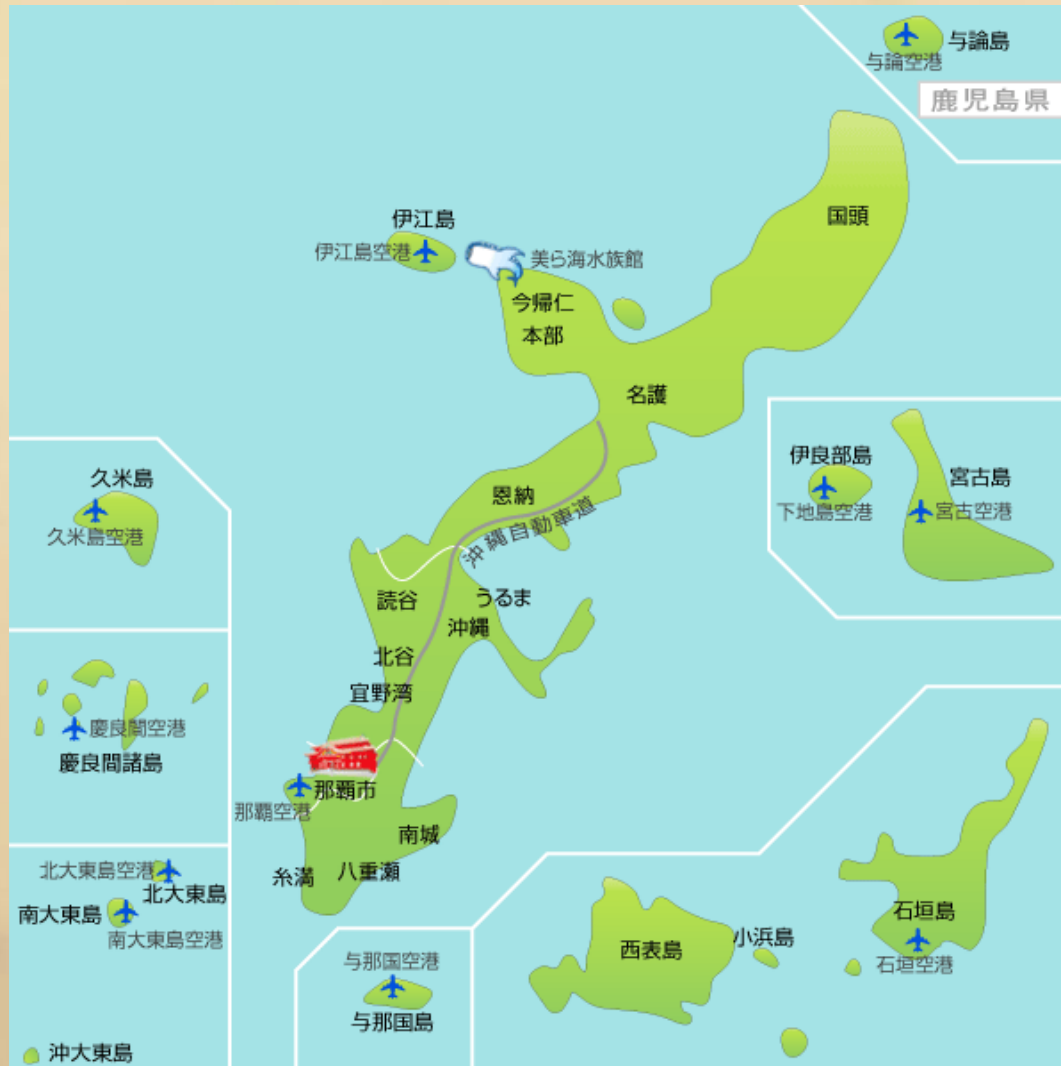 与論島
与論空港
鹿児島県
国頭
伊江島
伊江島空港
美ら海水族館
今帰仁
本部
名護
伊良部島
下地島空港
宮古島
宮古空港
久米島
久米島空港
恩納
沖縄自動車道
読谷
うるま
沖縄
北谷
宜野湾
慶良間空港
慶良間諸島
那覇市
那覇空港
南城
八重瀬
糸満
北大東島空港
北大東島
南大東島
南大東島空港
沖大東島
与那国空港
与那国島
西表島
小浜島
石垣島
石垣空港